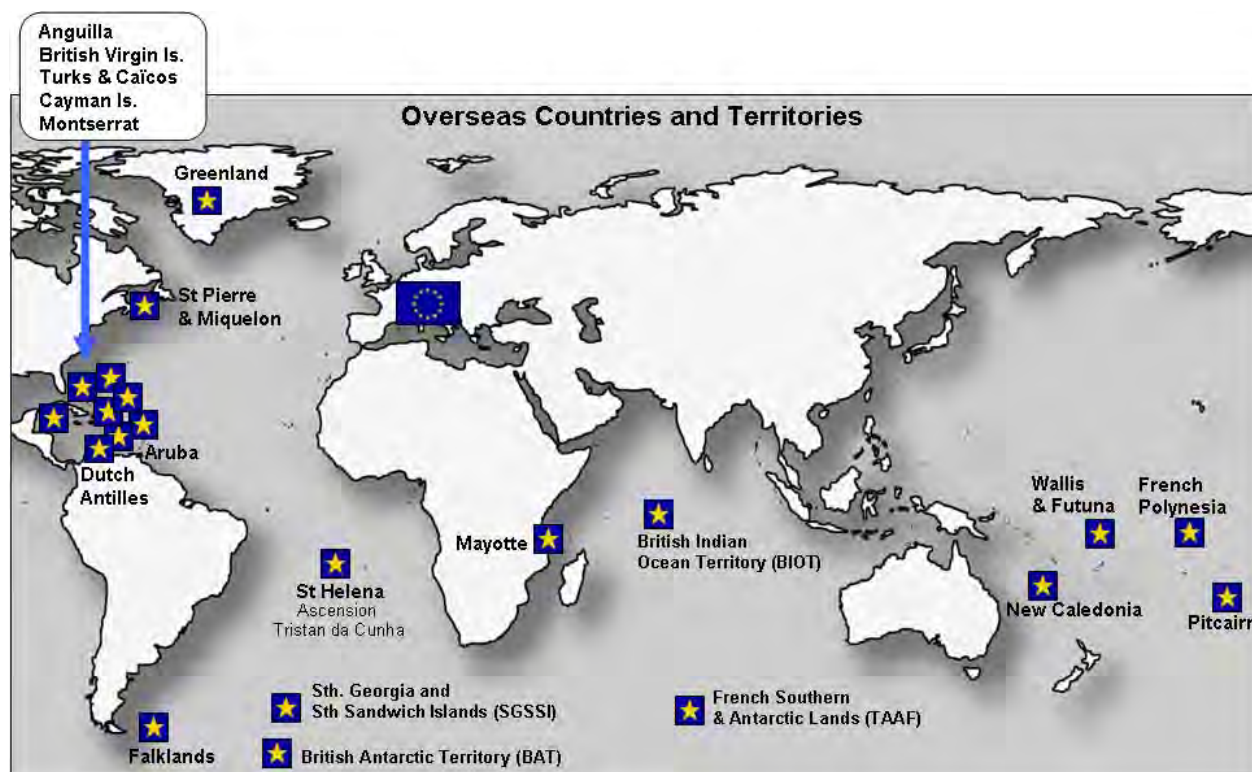 Anguilla
British Virgin Is.
Turks & Caïcos
Cayman Is.
Montserrat
Overseas Countries and Territories
Greenland
St Pierre
& Miquelon
Aruba
Dutch
Antilles
Wallis
& Futuna
French
Polynesia
Mayotte
British Indian
Ocean Territory (BIOT)
St Helena
Ascension
Tristan da Cunha
New Caledonia
Pitcairn
Sth. Georgia and
Sth Sandwich Islands (SGSSI)
French Southern
& Antarctic Lands (TAAF)
Falklands
British Antarctic Territory (BAT)